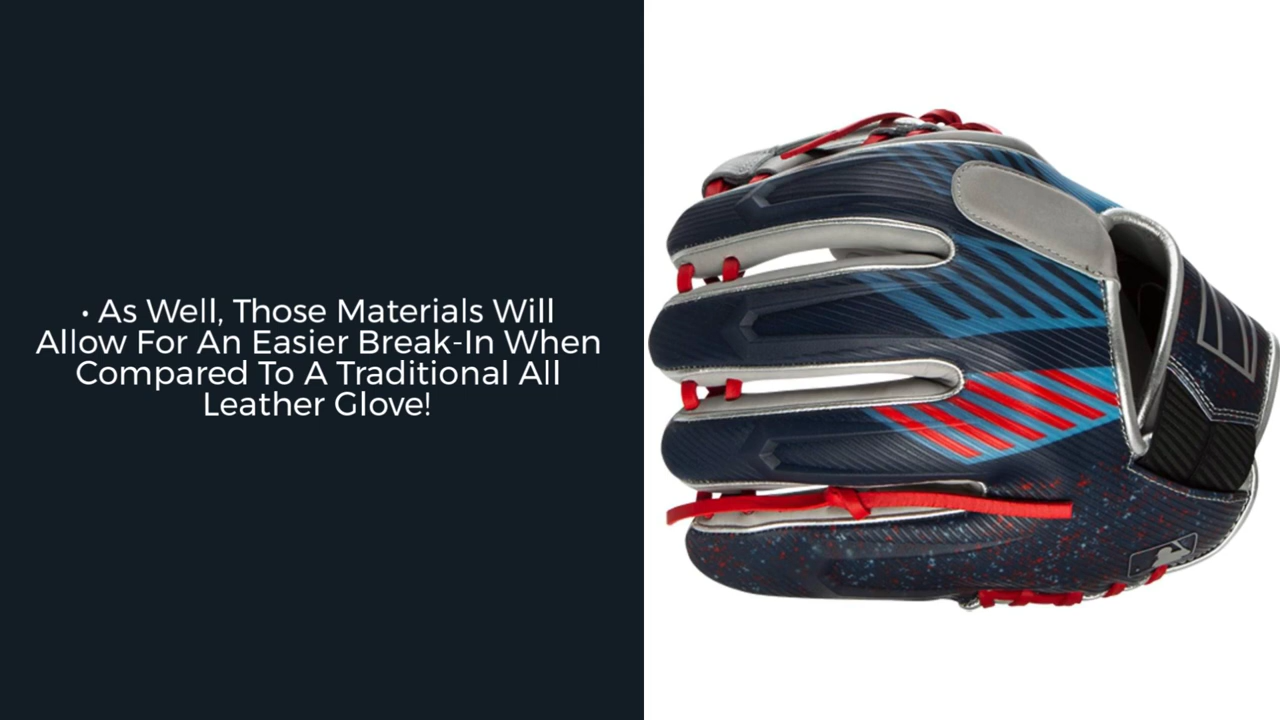 • As Well, Those Materials Will
Allow For An Easier Break-In When
Compared To A Traditional All
Leather Glove!